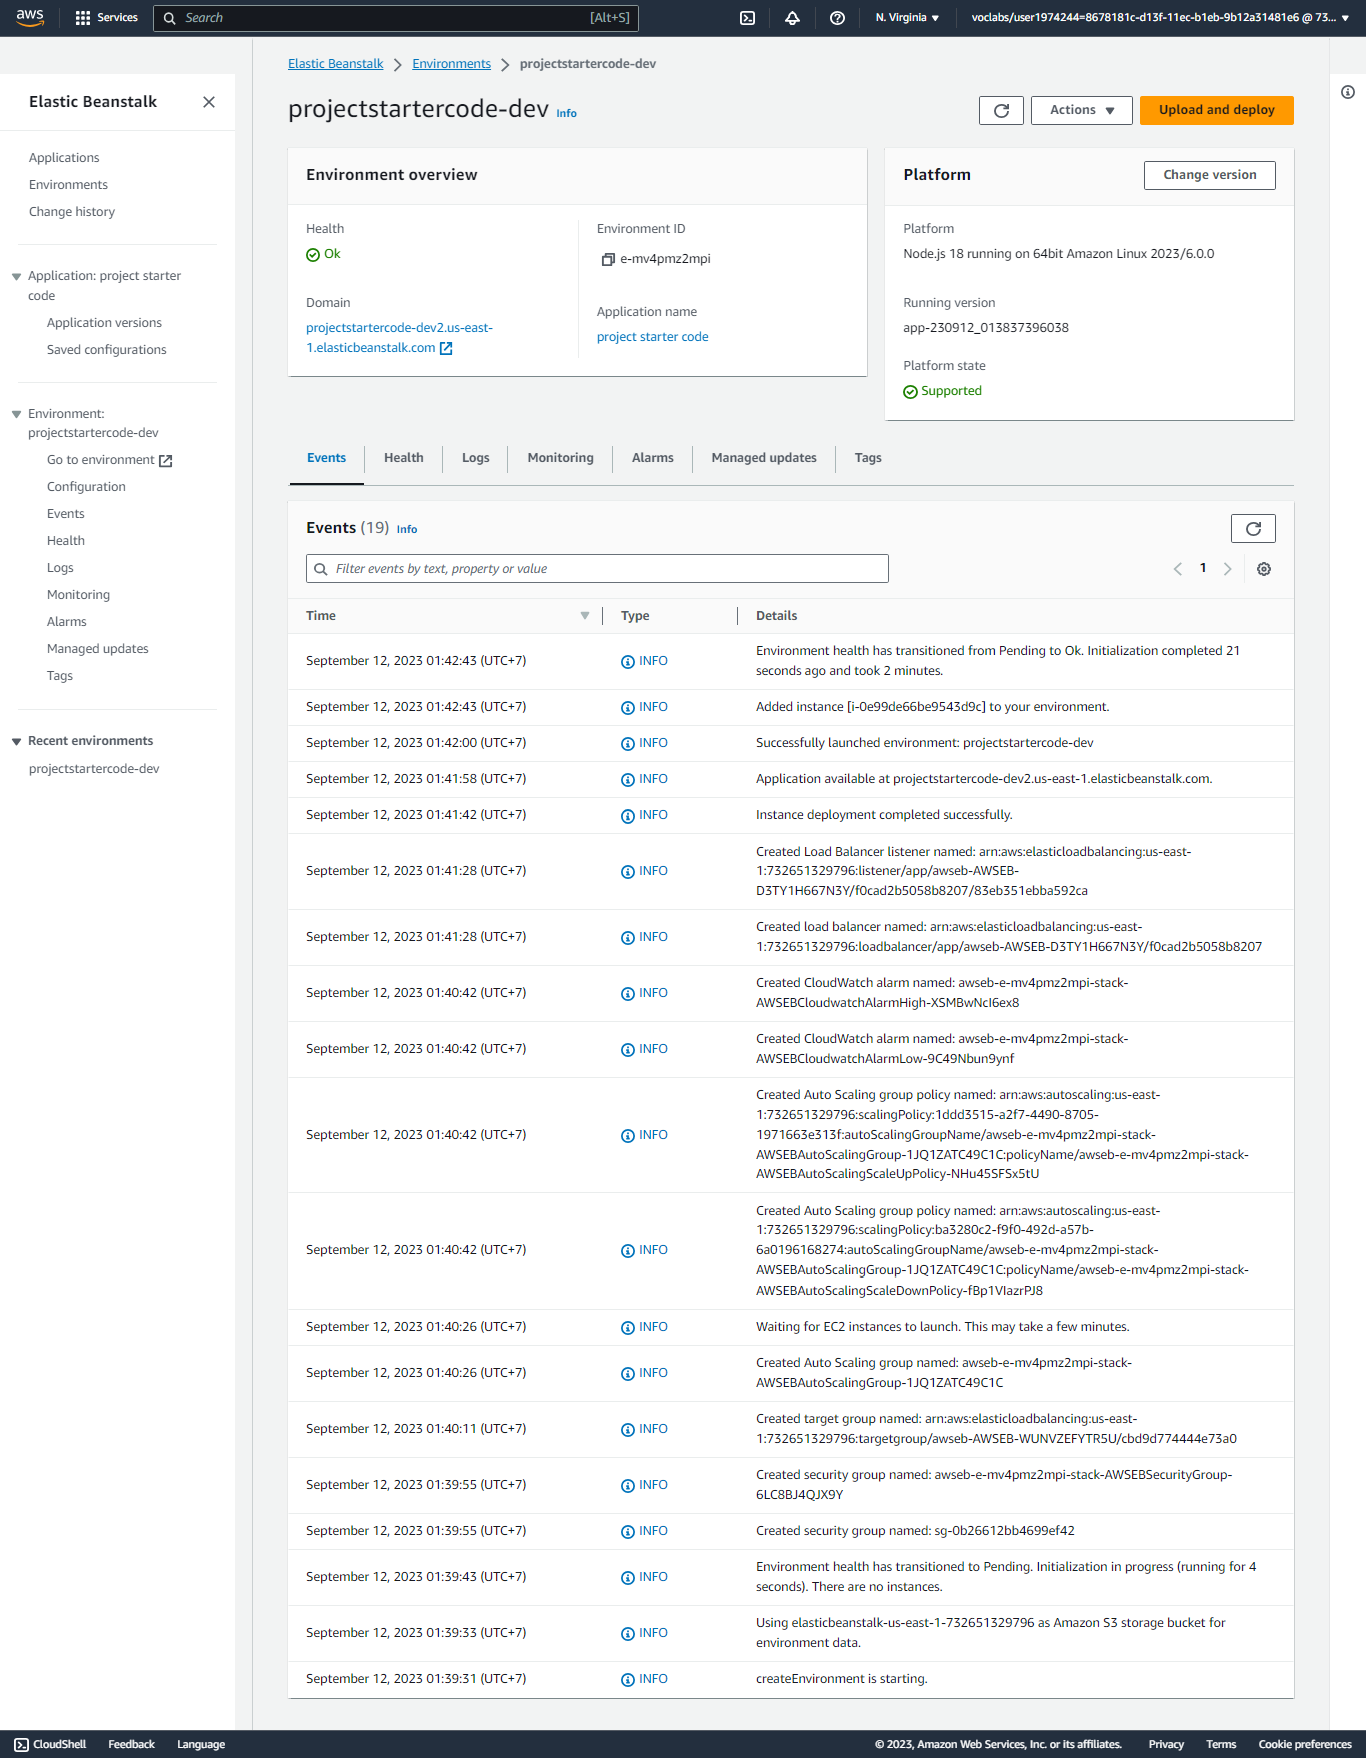 aws
Services
Search
[Alt+S]
N. Virginia
voclabs/user1974244=8678181c-d13f-11ec-b1eb-9b12a31481e6 @ 73...
Elastic Beanstalk
Applications
Environments
Change history
Application: project starter
code
Application versions
Saved configurations
Environment:
projectstartercode-dev
Go to environment
Configuration
Events
Health
Logs
Monitoring
Alarms
Managed updates
Tags
Recent environments
projectstartercode-dev
Elastic Beanstalk
Environments
projectstartercode-dev
projectstartercode-dev Info
Actions
Upload and deploy
Environment overview
Health
Ok
Domain
projectstartercode-dev2.us-east-
1.elasticbeanstalk.com
Environment ID
e-mv4pmz2mpi
Application name
project starter code
Platform
Change version
Platform
Node.js 18 running on 64bit Amazon Linux 2023/6.0.0
Running version
app-230912_013837396038
Platform state
Supported
Events
Health
Logs
Monitoring
Alarms
Managed updates
Tags
Events (19) Info
Filter events by text, property or value
1
Time Type Details
September 12, 2023 01:42:43 (UTC+7) INFO Environment health has transitioned from Pending to Ok. Initialization completed 21
seconds ago and took 2 minutes.
September 12, 2023 01:42:43 (UTC+7) INFO Added instance [i-0e99de66be9543d9c] to your environment.
September 12, 2023 01:42:00 (UTC+7) INFO Successfully launched environment: projectstartercode-dev
September 12, 2023 01:41:58 (UTC+7) INFO Application available at projectstartercode-dev2.us-east-1.elasticbeanstalk.com.
September 12, 2023 01:41:42 (UTC+7) INFO Instance deployment completed successfully.
September 12, 2023 01:41:28 (UTC+7) INFO Created Load Balancer listener named: arn:aws:elasticloadbalancing:us-east-
1:732651329796:listener/app/awseb-AWSEB-
D3TY1H667N3Y/f0cad2b5058b8207/83eb351ebba592ca
September 12, 2023 01:41:28 (UTC+7) INFO Created load balancer named: arn:aws:elasticloadbalancing:us-east-
1:732651329796:loadbalancer/app/awseb-AWSEB-D3TY1H667N3Y/f0cad2b5058b8207
September 12, 2023 01:40:42 (UTC+7) INFO Created CloudWatch alarm named: awseb-e-mv4pmz2mpi-stack-
AWSEBCloudwatchAlarmHigh-XSMBwNcI6ex8
September 12, 2023 01:40:42 (UTC+7) INFO Created CloudWatch alarm named: awseb-e-mv4pmz2mpi-stack-
AWSEBCloudwatchAlarmLow-9C49Nbun9ynf
September 12, 2023 01:40:42 (UTC+7) INFO Created Auto Scaling group policy named: arn:aws:autoscaling:us-east-
1:732651329796:scalingPolicy:1ddd3515-a2f7-4490-8705-
1971663e313f:autoScalingGroupName/awseb-e-mv4pmz2mpi-stack-
AWSEBAutoScalingGroup-1JQ1ZATC49C1C:policyName/awseb-e-mv4pmz2mpi-stack-
AWSEBAutoScalingScaleUpPolicy-NHu45SFSx5tU
September 12, 2023 01:40:42 (UTC+7) INFO Created Auto Scaling group policy named: arn:aws:autoscaling:us-east-
1:732651329796:scalingPolicy:ba3280c2-f9f0-492d-a57b-
6a0196168274:autoScalingGroupName/awseb-e-mv4pmz2mpi-stack-
AWSEBAutoScalingGroup-1JQ1ZATC49C1C:policyName/awseb-e-mv4pmz2mpi-stack-
AWSEBAutoScalingScaleDownPolicy-fBp1VIazrPJ8
September 12, 2023 01:40:26 (UTC+7) INFO Waiting for EC2 instances to launch. This may take a few minutes.
September 12, 2023 01:40:26 (UTC+7) INFO Created Auto Scaling group named: awseb-e-mv4pmz2mpi-stack-
AWSEBAutoScalingGroup-1JQ1ZATC49C1C
September 12, 2023 01:40:11 (UTC+7) INFO Created target group named: arn:aws:elasticloadbalancing:us-east-
1:732651329796:targetgroup/awseb-AWSEB-WUNVZEFYTR5U/cbd9d774444e73a0
September 12, 2023 01:39:55 (UTC+7) INFO Created security group named: awseb-e-mv4pmz2mpi-stack-AWSEBSecurityGroup-
6LC8BJ4QJX9Y
September 12, 2023 01:39:55 (UTC+7) INFO Created security group named: sg-0b26612bb4699ef42
September 12, 2023 01:39:43 (UTC+7) INFO Environment health has transitioned to Pending. Initialization in progress (running for 4
seconds). There are no instances.
September 12, 2023 01:39:33 (UTC+7) INFO Using elasticbeanstalk-us-east-1-732651329796 as Amazon S3 storage bucket for
environment data.
September 12, 2023 01:39:31 (UTC+7) INFO createEnvironment is starting.
CloudShell Feedback Language © 2023, Amazon Web Services, Inc. or its affiliates. Privacy Terms Cookie preferences